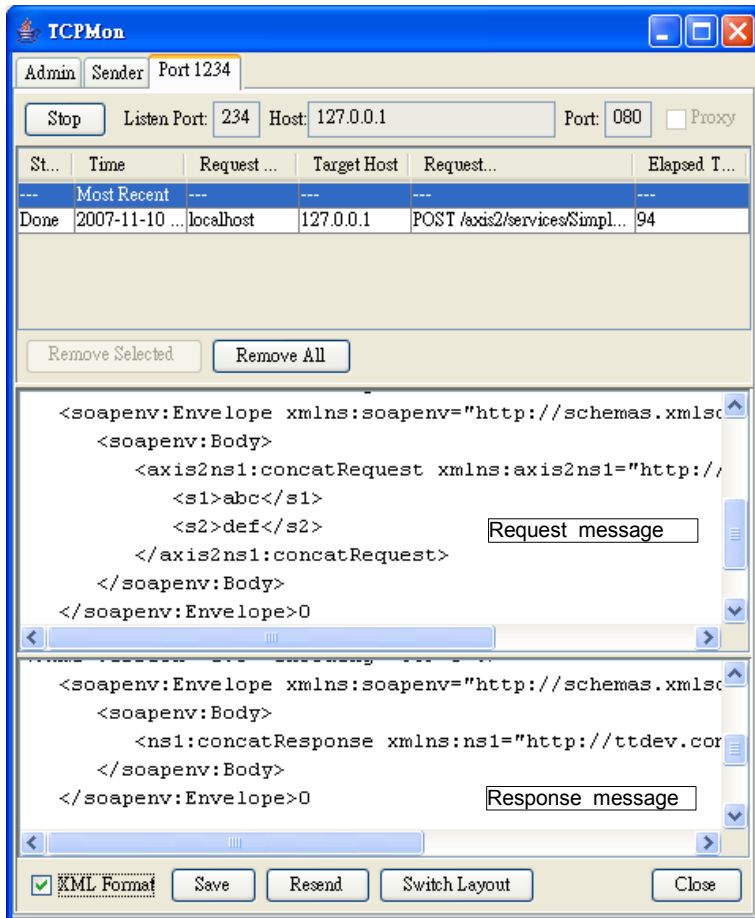 TCPMon
Admin Sender Port 1234
Stop Listen Port: 234 Host: 127.0.0.1 Port: 080 Proxy
St... Time Request ... Target Host Request... Elapsed T...
--- Most Recent --- --- --- ---
Done 2007-11-10 ... localhost 127.0.0.1 POST /axis2/services/Simpl... 94
Remove Selected Remove All
<soapenv:Envelope xmlns:soapenv="http://schemas.xmlsc
<soapenv:Body>
<axis2ns1:concatRequest xmlns:axis2ns1="http://
<s1>abc</s1>
<s2>def</s2>
Request message
</axis2ns1:concatRequest>
</soapenv:Body>
</soapenv:Envelope>0
<soapenv:Envelope xmlns:soapenv="http://schemas.xmlsc
<soapenv:Body>
<ns1:concatResponse xmlns:ns1="http://ttdev.com
</soapenv:Body>
</soapenv:Envelope>0
Response message
XML Format Save Resend Switch Layout Close